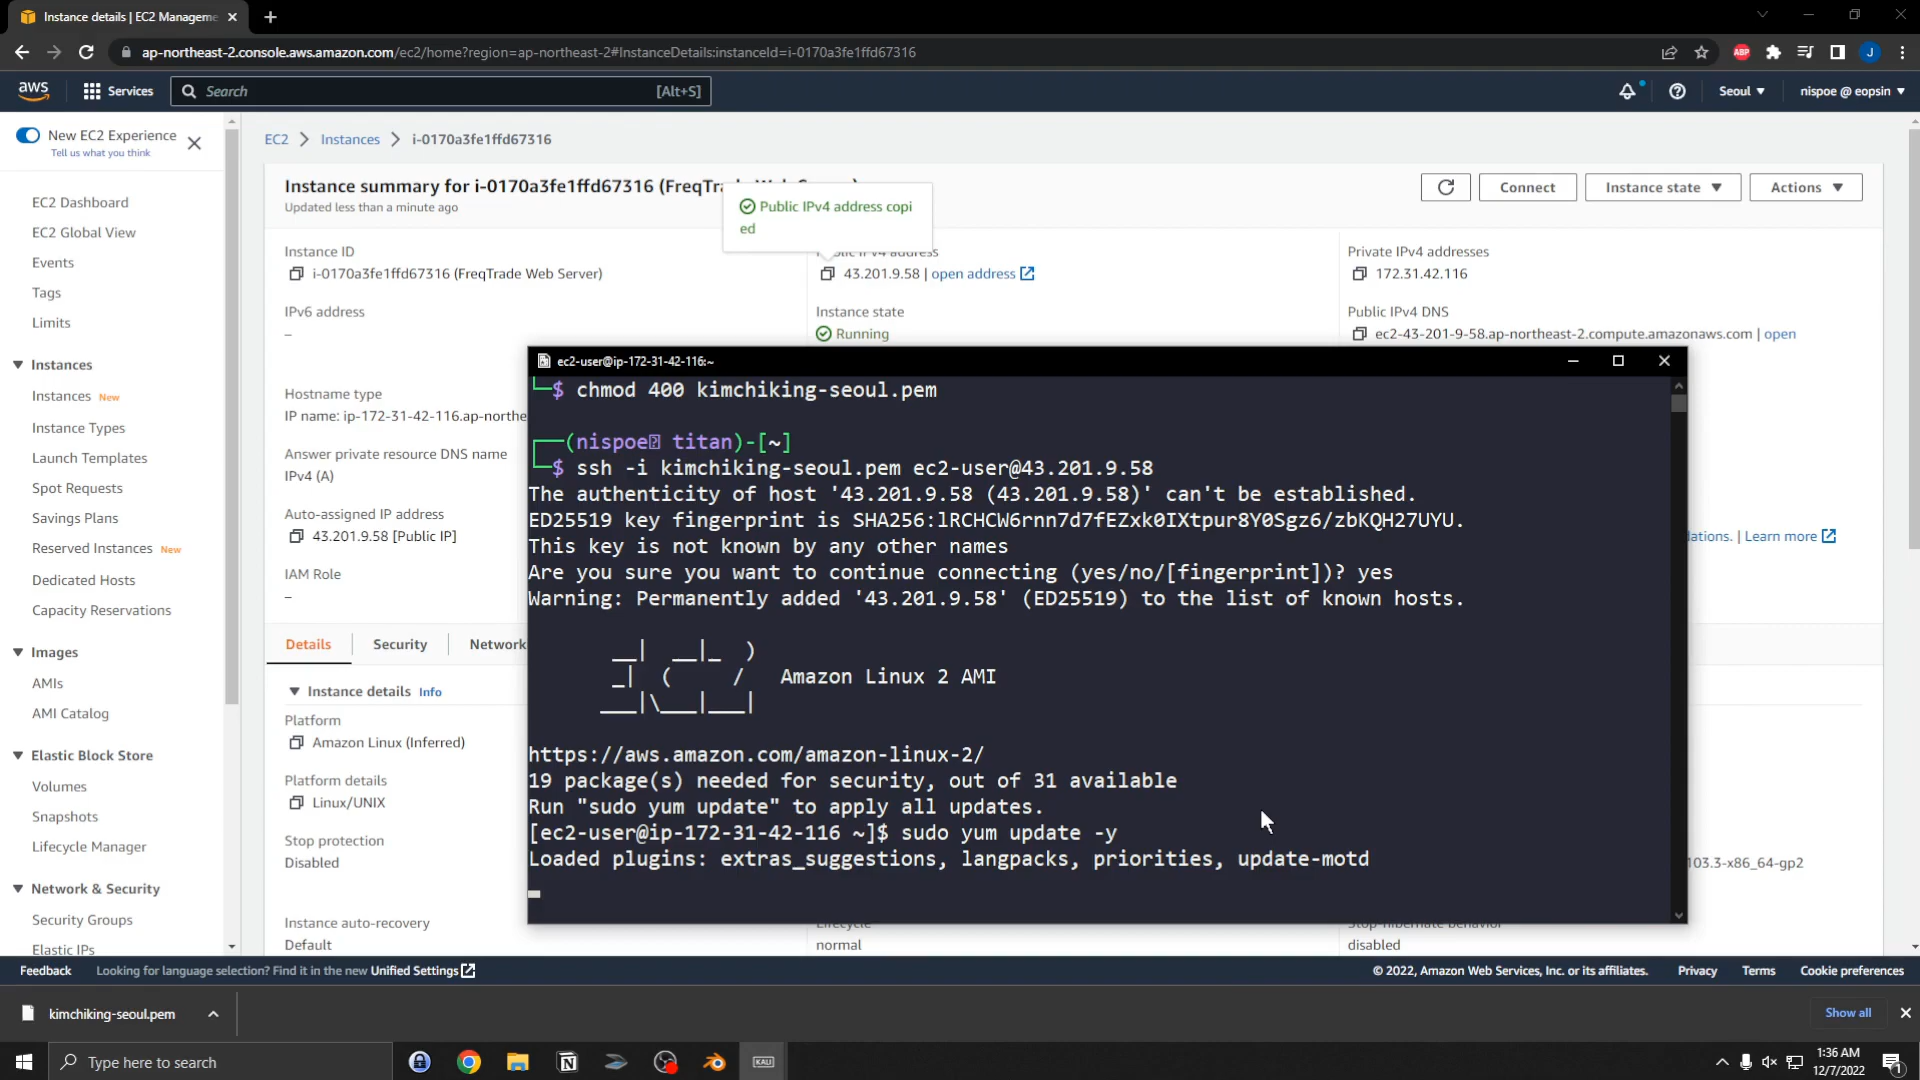 Instance details | EC2 Manageme
ap-northeast-2.console.aws.amazon.com/ec2/home?region=ap-northeast-2#InstanceDetails:instanceId=i-0170a3fe1ffd67316
ABP
J
aws
Services
Search
[Alt+S]
Seoul
nispoe @ eopsin
New EC2 Experience
Tell us what you think
EC2 Dashboard
EC2 Global View
Events
Tags
Limits
Instances
Instances New
Instance Types
Launch Templates
Spot Requests
Savings Plans
Reserved Instances New
Dedicated Hosts
Capacity Reservations
Images
AMIs
AMI Catalog
Elastic Block Store
Volumes
Snapshots
Lifecycle Manager
Network & Security
Security Groups
Elastic IPs
EC2 > Instances > i-0170a3fe1ffd67316
Instance summary for i-0170a3fe1ffd67316 (FreqTra
Updated less than a minute ago
Connect
Instance state
Actions
Public IPv4 address copi
ed
Instance ID
i-0170a3fe1ffd67316 (FreqTrade Web Server)
43.201.9.58 | open address
Private IPv4 addresses
172.31.42.116
IPv6 address
–
Instance state
Running
Public IPv4 DNS
ec2-43-201-9-58.ap-northeast-2.compute.amazonaws.com | open
Hostname type
IP name: ip-172-31-42-116.ap-northe
Answer private resource DNS name
IPv4 (A)
Auto-assigned IP address
43.201.9.58 [Public IP]
IAM Role
–
Learn more
Details
Security
Network
Instance details Info
Platform
Amazon Linux (Inferred)
Platform details
Linux/UNIX
Stop protection
Disabled
103.3-x86_64-gp2
Instance auto-recovery
Default
normal
disabled
ec2-user@ip-172-31-42-116:~
$ chmod 400 kimchiking-seoul.pem
(nispoe titan)-[~]
$ ssh -i kimchiking-seoul.pem ec2-user@43.201.9.58
The authenticity of host '43.201.9.58 (43.201.9.58)' can't be established.
ED25519 key fingerprint is SHA256:lRCHCW6rnn7d7fEZxk0IXtpur8Y0Sgz6/zbKQH27UYU.
This key is not known by any other names
Are you sure you want to continue connecting (yes/no/[fingerprint])? yes
Warning: Permanently added '43.201.9.58' (ED25519) to the list of known hosts.
__|  __|_  )
_|  (     /   Amazon Linux 2 AMI
___|\___|___|
https://aws.amazon.com/amazon-linux-2/
19 package(s) needed for security, out of 31 available
Run "sudo yum update" to apply all updates.
[ec2-user@ip-172-31-42-116 ~]$ sudo yum update -y
Loaded plugins: extras_suggestions, langpacks, priorities, update-motd
Feedback
Looking for language selection? Find it in the new Unified Settings
© 2022, Amazon Web Services, Inc. or its affiliates.
Privacy
Terms
Cookie preferences
kimchiking-seoul.pem
Show all
Type here to search
KALI
1:36 AM
12/7/2022
1